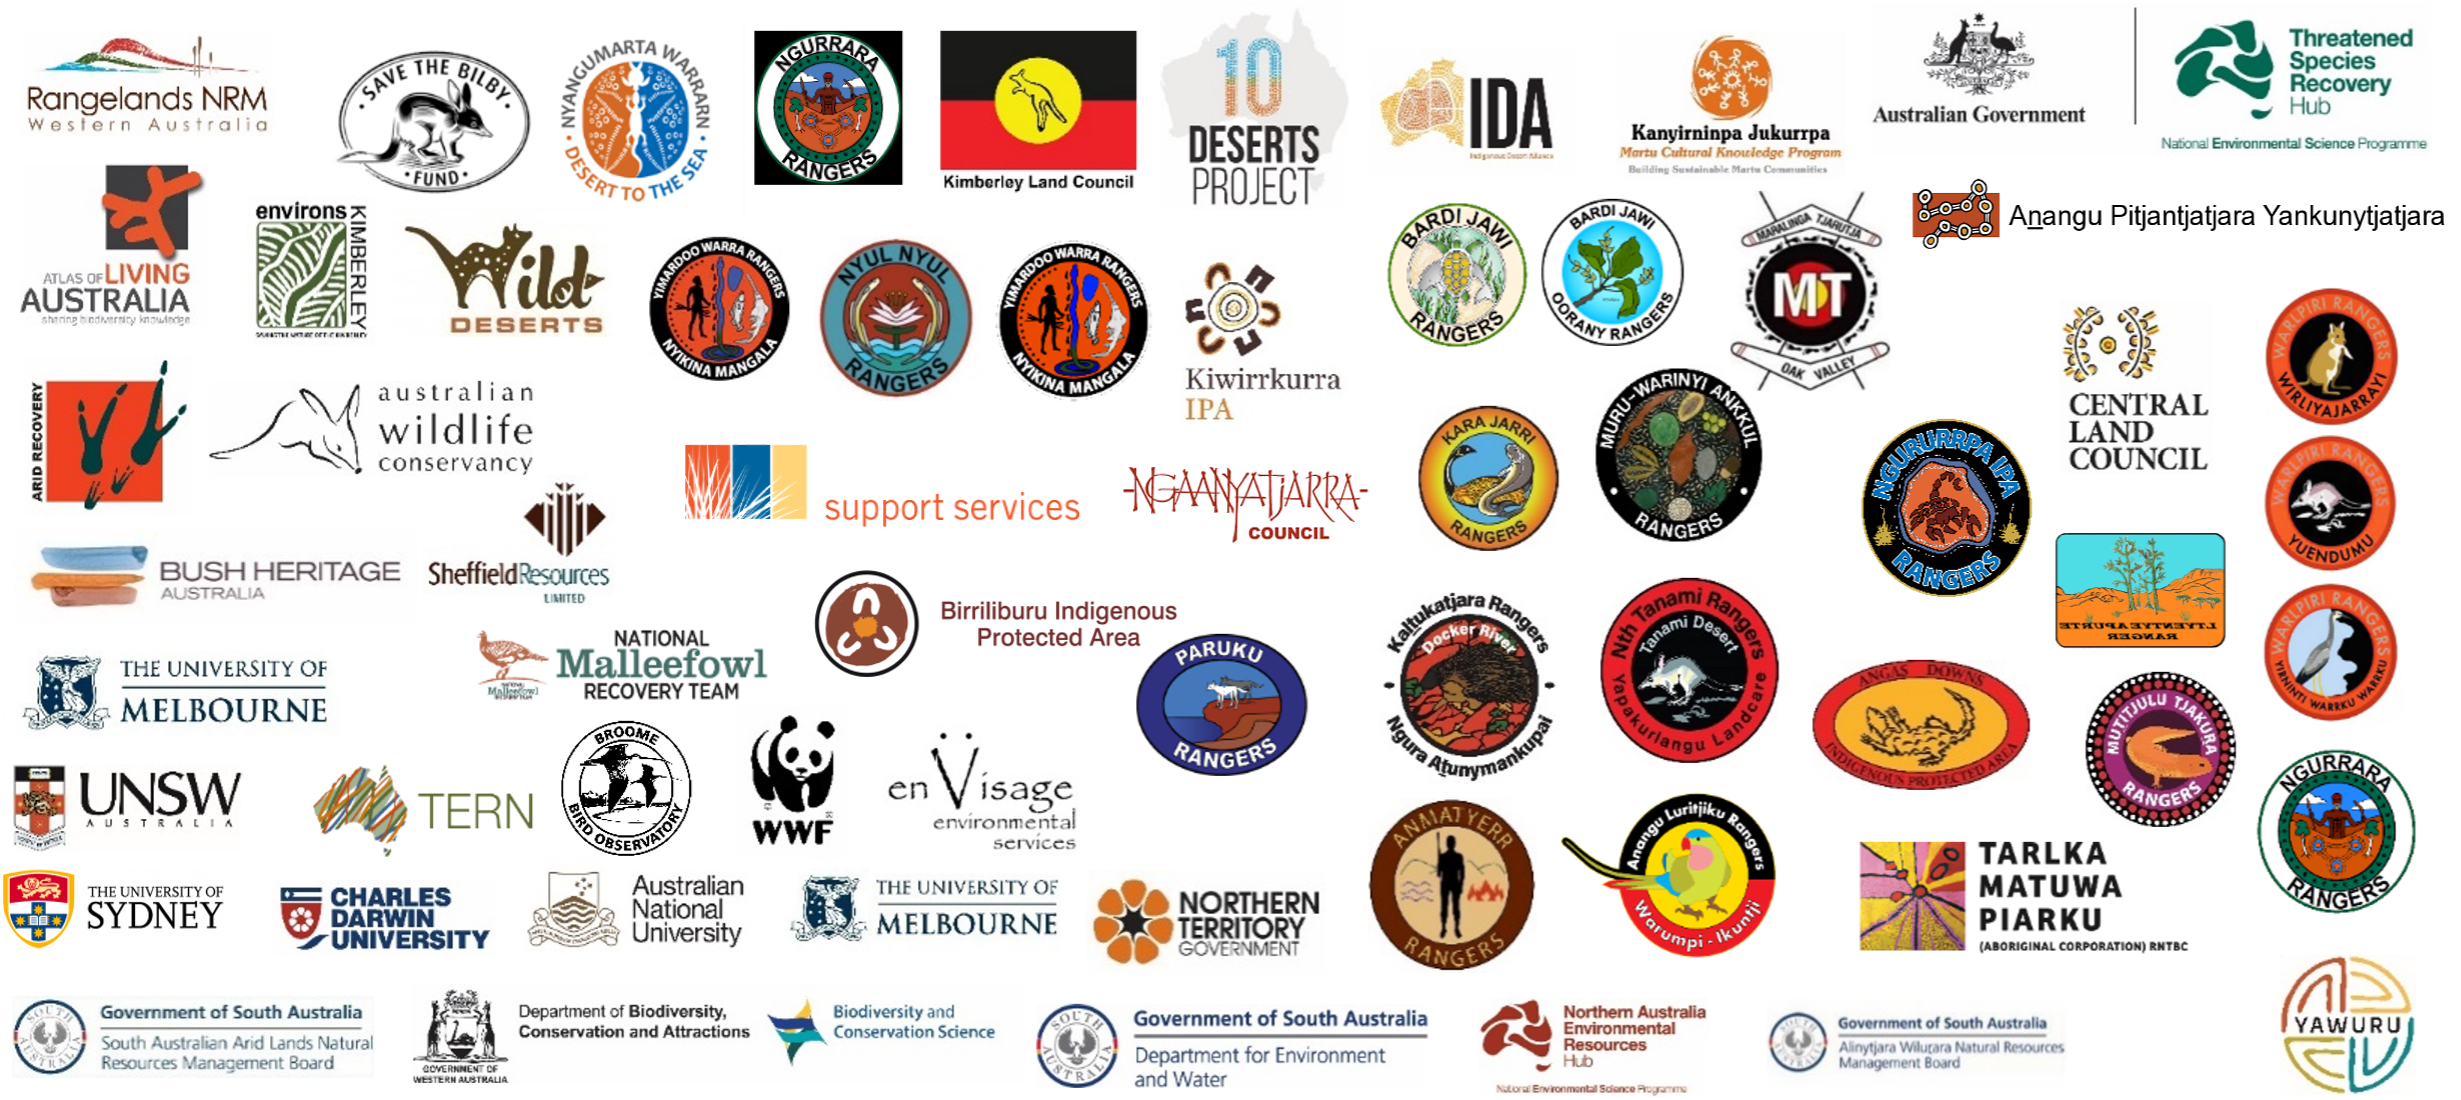 Rangelands NRM
Western Australia
SAVE THE BILBY
FUND
NYANGUMARTA WARRARN
DESERT TO THE SEA
NGURRARA
RANGERS
Kimberley Land Council
10
DESERTS
PROJECT
IDA
Indigenous Desert Alliance
Kanyirninpa Jukurrpa
Martu Cultural Knowledge Program
Building Sustainable Martu Communities
Australian Government
Threatened
Species
Recovery
Hub
National Environmental Science Programme
ATLAS OF LIVING
AUSTRALIA
sharing biodiversity knowledge
environs
KIMBERLEY
Wild
DESERTS
YIMARDOO WARRA RANGERS
NYIKINA MANGALA
NYUL NYUL
RANGERS
YIMARDOO WARRA RANGERS
NYIKINA MANGALA
Kiwirrkurra
IPA
BARDI JAWI
RANGERS
BARDI JAWI
OORANY RANGERS
MARALINGA TJARUTJA
MT
OAK VALLEY
Anangu Pitjantjatjara Yankunytjatjara
CENTRAL
LAND
COUNCIL
WARLPIRI RANGERS
WIRLIYAJARRAYI
ARID RECOVERY
australian
wildlife
conservancy
support services
NGAANYATJARRA
COUNCIL
KARA JARRI
RANGERS
MURU-WARINYI ANKKUL
RANGERS
NGURURRPA IPA
RANGERS
WARLPIRI RANGERS
YUENDUMU
BUSH HERITAGE
AUSTRALIA
Sheffield Resources
LIMITED
Birriliburu Indigenous
Protected Area
LTYENTYE APURTE
RANGER
WARLPIRI RANGERS
YIRNINTI WARRKU WARRKU
THE UNIVERSITY OF
MELBOURNE
NATIONAL
Malleefowl
RECOVERY TEAM
PARUKU
RANGERS
Kaltukatjara Rangers
Docker River
Ngura Atunymankupai
Nth Tanami Rangers
Tanami Desert
Yapakurlangu Landcare
ANGAS DOWNS
INDIGENOUS PROTECTED AREA
MUTITJULU TJAKURA
RANGERS
UNSW
AUSTRALIA
TERN
BROOME
BIRD OBSERVATORY
WWF
enVisage
environmental
services
ANMATYERR
RANGERS
Anangu Luritjiku Rangers
Warumpi - Ikuntji
TARLKA
MATUWA
PIARKU
(ABORIGINAL CORPORATION) RNTBC
NGURRARA
RANGERS
THE UNIVERSITY OF
SYDNEY
CHARLES
DARWIN
UNIVERSITY
Australian
National
University
THE UNIVERSITY OF
MELBOURNE
NORTHERN
TERRITORY
GOVERNMENT
Government of South Australia
South Australian Arid Lands Natural
Resources Management Board
GOVERNMENT OF
WESTERN AUSTRALIA
Department of Biodiversity,
Conservation and Attractions
Biodiversity and
Conservation Science
Government of South Australia
Department for Environment
and Water
Northern Australia
Environmental
Resources
Hub
National Environmental Science Programme
Government of South Australia
Alinytjara Wilurara Natural Resources
Management Board
YAWURU